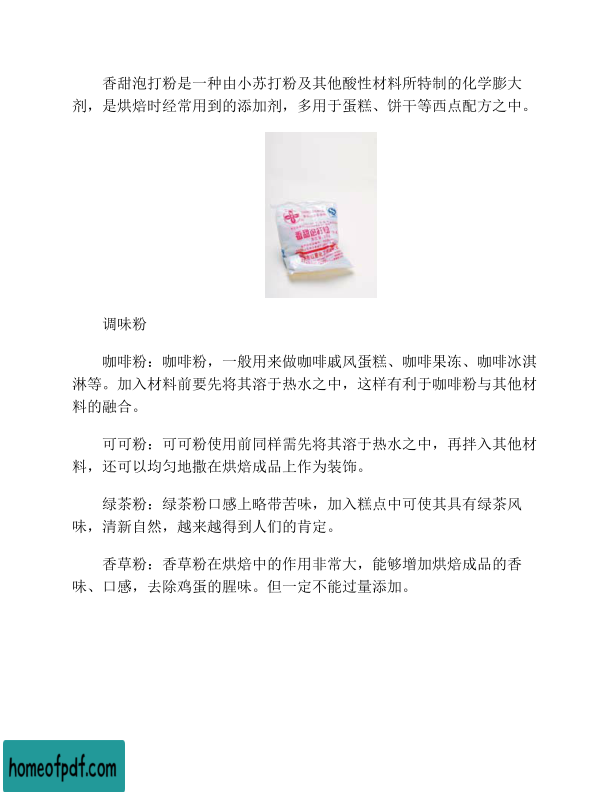 香甜泡打粉是一种由小苏打粉及其他酸性材料所特制的化学膨大
剂，是烘焙时经常用到的添加剂，多用于蛋糕、饼干等西点配方之中。
香甜泡打粉
调味粉
咖啡粉：咖啡粉，一般用来做咖啡戚风蛋糕、咖啡果冻、咖啡冰淇
淋等。加入材料前要先将其溶于热水之中，这样有利于咖啡粉与其他材
料的融合。
可可粉：可可粉使用前同样需先将其溶于热水之中，再拌入其他材
料，还可以均匀地撒在烘焙成品上作为装饰。
绿茶粉：绿茶粉口感上略带苦味，加入糕点中可使其具有绿茶风
味，清新自然，越来越得到人们的肯定。
香草粉：香草粉在烘焙中的作用非常大，能够增加烘焙成品的香
味、口感，去除鸡蛋的腥味。但一定不能过量添加。
homeofpdf.com